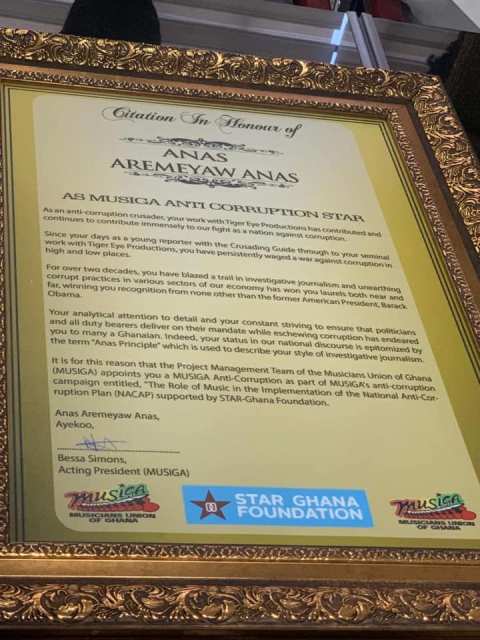 Citation In Honour of
ANAS
AREMEYAW ANAS
AS MUSIGA ANTI CORRUPTION STAR
As an anti-corruption crusader, your work with Tiger Eye Productions has contributed and
continues to contribute immensely to our fight as a nation against corruption.
Since your days as a young reporter with the Crusading Guide through to your seminal
work with Tiger Eye Productions, you have persistently waged a war against corruption in
high and low places.
For over two decades, you have blazed a trail in investigative journalism and unearthing
corrupt practices in various sectors of our economy has won you laurels both near and
far, winning you recognition from none other than the former American President, Barack
Obama.
Your analytical attention to detail and your constant striving to ensure that politicians
and all duty bearers deliver on their mandate while eschewing corruption has endeared
you to many a Ghanaian. Indeed, your status in our national discourse is epitomized by
the term "Anas Principle" which is used to describe your style of investigative journalism.
It is for this reason that the Project Management Team of the Musicians Union of Ghana
(MUSIGA) appoints you a MUSIGA Anti-Corruption as part of MUSIGA's anti-corruption
campaign entitled, "The Role of Music in the Implementation of the National Anti-Cor-
ruption Plan (NACAP) supported by STAR-Ghana Foundation.
Anas Aremeyaw Anas,
Ayekoo,
Bessa Simons,
Acting President (MUSIGA)
MUSIGA
MUSICIANS UNION
OF GHANA
STAR GHANA
FOUNDATION
MUSIGA
MUSICIANS UNION
OF GHANA